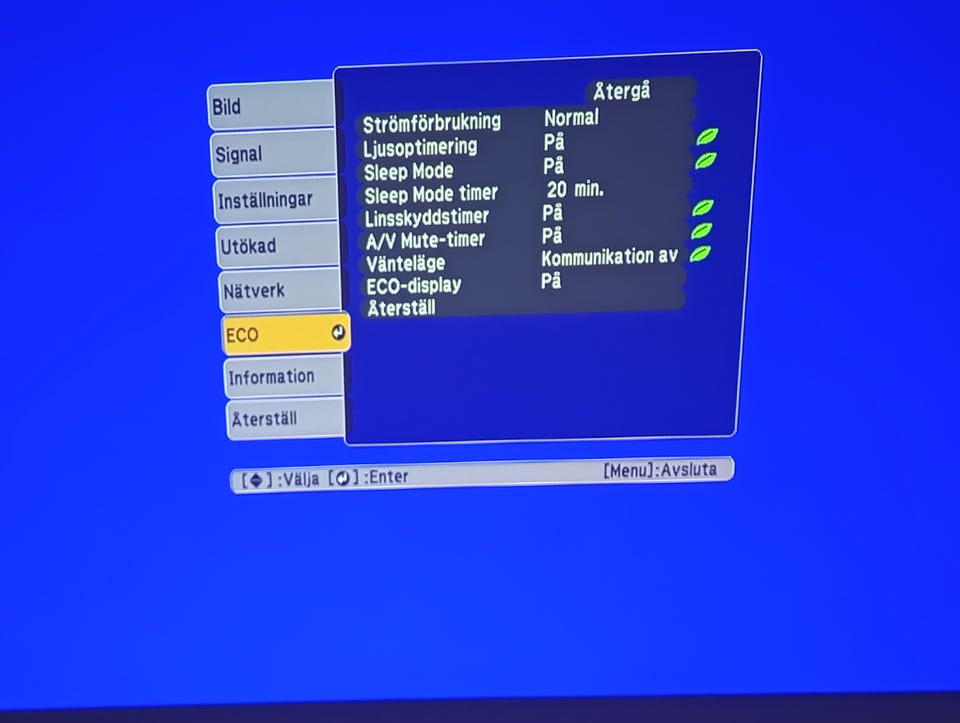 Bild
Signal
Inställningar
Utökad
Nätverk
ECO
Information
Återställ
Återgå
Strömförbrukning Normal
Ljusoptimering På
Sleep Mode På
Sleep Mode timer 20 min.
Linsskyddstimer På
A/V Mute-timer På
Vänteläge Kommunikation av
ECO-display På
Återställ
[ ]:Välja [ ]:Enter [Menu]:Avsluta